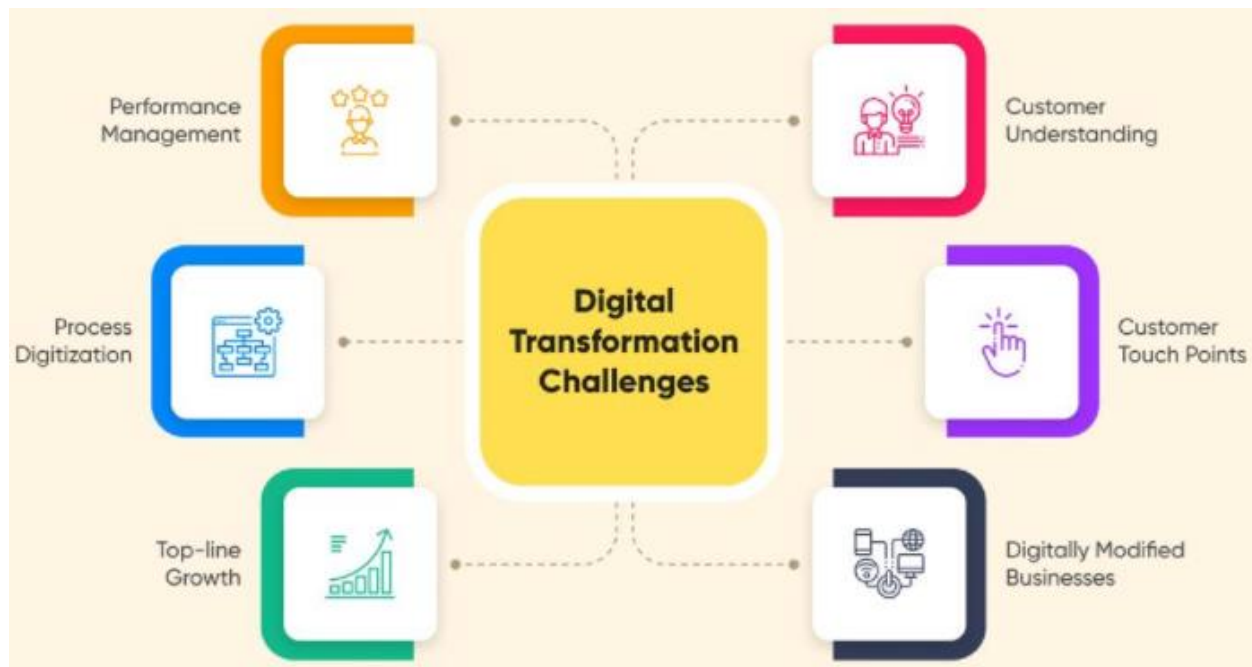 Performance
Management
Customer
Understanding
Process
Digitization
Digital
Transformation
Challenges
Customer
Touch Points
Top-line
Growth
Digitally Modified
Businesses